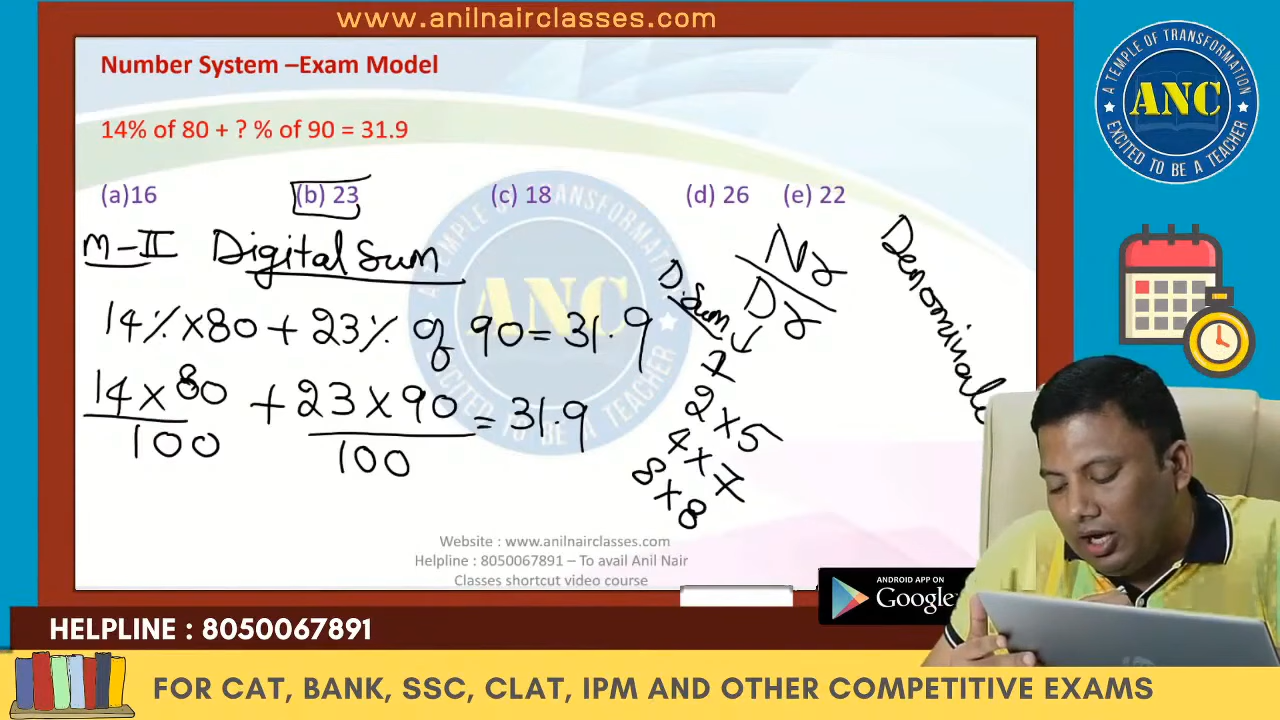 www.anilnairclasses.com
Number System –Exam Model
14% of 80 + ? % of 90 = 31.9
(a)16 (b) 23 (c) 18 (d) 26 (e) 22
M-II Digital Sum
14% x 80 + 23% of 90 = 31.9
14 x 80 / 100 + 23 x 90 / 100 = 31.9
Nr
Dr
D.Sum
1
2 x 5
4 x 7
8 x 8
A TEMPLE OF TRANSFORMATION
ANC
EXCITED TO BE A TEACHER
Website : www.anilnairclasses.com
Helpline : 8050067891 – To avail Anil Nair
Classes shortcut video course
ANDROID APP ON
Google
HELPLINE : 8050067891
FOR CAT, BANK, SSC, CLAT, IPM AND OTHER COMPETITIVE EXAMS